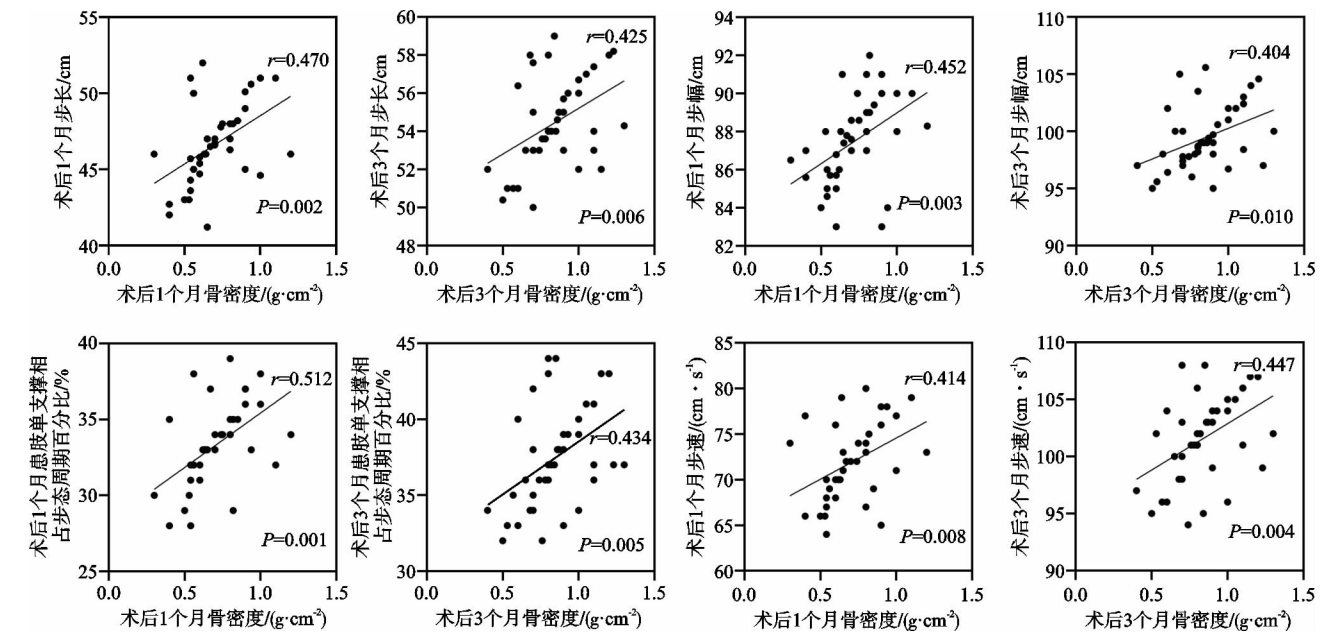 术后1个月步长/cm
55
50
45
40
r=0.470
P=0.002
0.0 0.5 1.0 1.5
术后1个月骨密度/(g·cm⁻²)
术后3个月步长/cm
60
58
56
54
52
50
48
r=0.425
P=0.006
0.0 0.5 1.0 1.5
术后3个月骨密度/(g·cm⁻²)
术后1个月步幅/cm
94
92
90
88
86
84
82
r=0.452
P=0.003
0.0 0.5 1.0 1.5
术后1个月骨密度/(g·cm⁻²)
术后3个月步幅/cm
110
105
100
95
90
r=0.404
P=0.010
0.0 0.5 1.0 1.5
术后3个月骨密度/(g·cm⁻²)
术后1个月患肢单支撑相
占步态周期百分比/%
40
35
30
25
r=0.512
P=0.001
0.0 0.5 1.0 1.5
术后1个月骨密度/(g·cm⁻²)
术后3个月患肢单支撑相
占步态周期百分比/%
45
40
35
30
r=0.434
P=0.005
0.0 0.5 1.0 1.5
术后3个月骨密度/(g·cm⁻²)
术后1个月步速/(cm·s⁻¹)
85
80
75
70
65
60
r=0.414
P=0.008
0.0 0.5 1.0 1.5
术后1个月骨密度/(g·cm⁻²)
术后3个月步速/(cm·s⁻¹)
110
105
100
95
90
r=0.447
P=0.004
0.0 0.5 1.0 1.5
术后3个月骨密度/(g·cm⁻²)